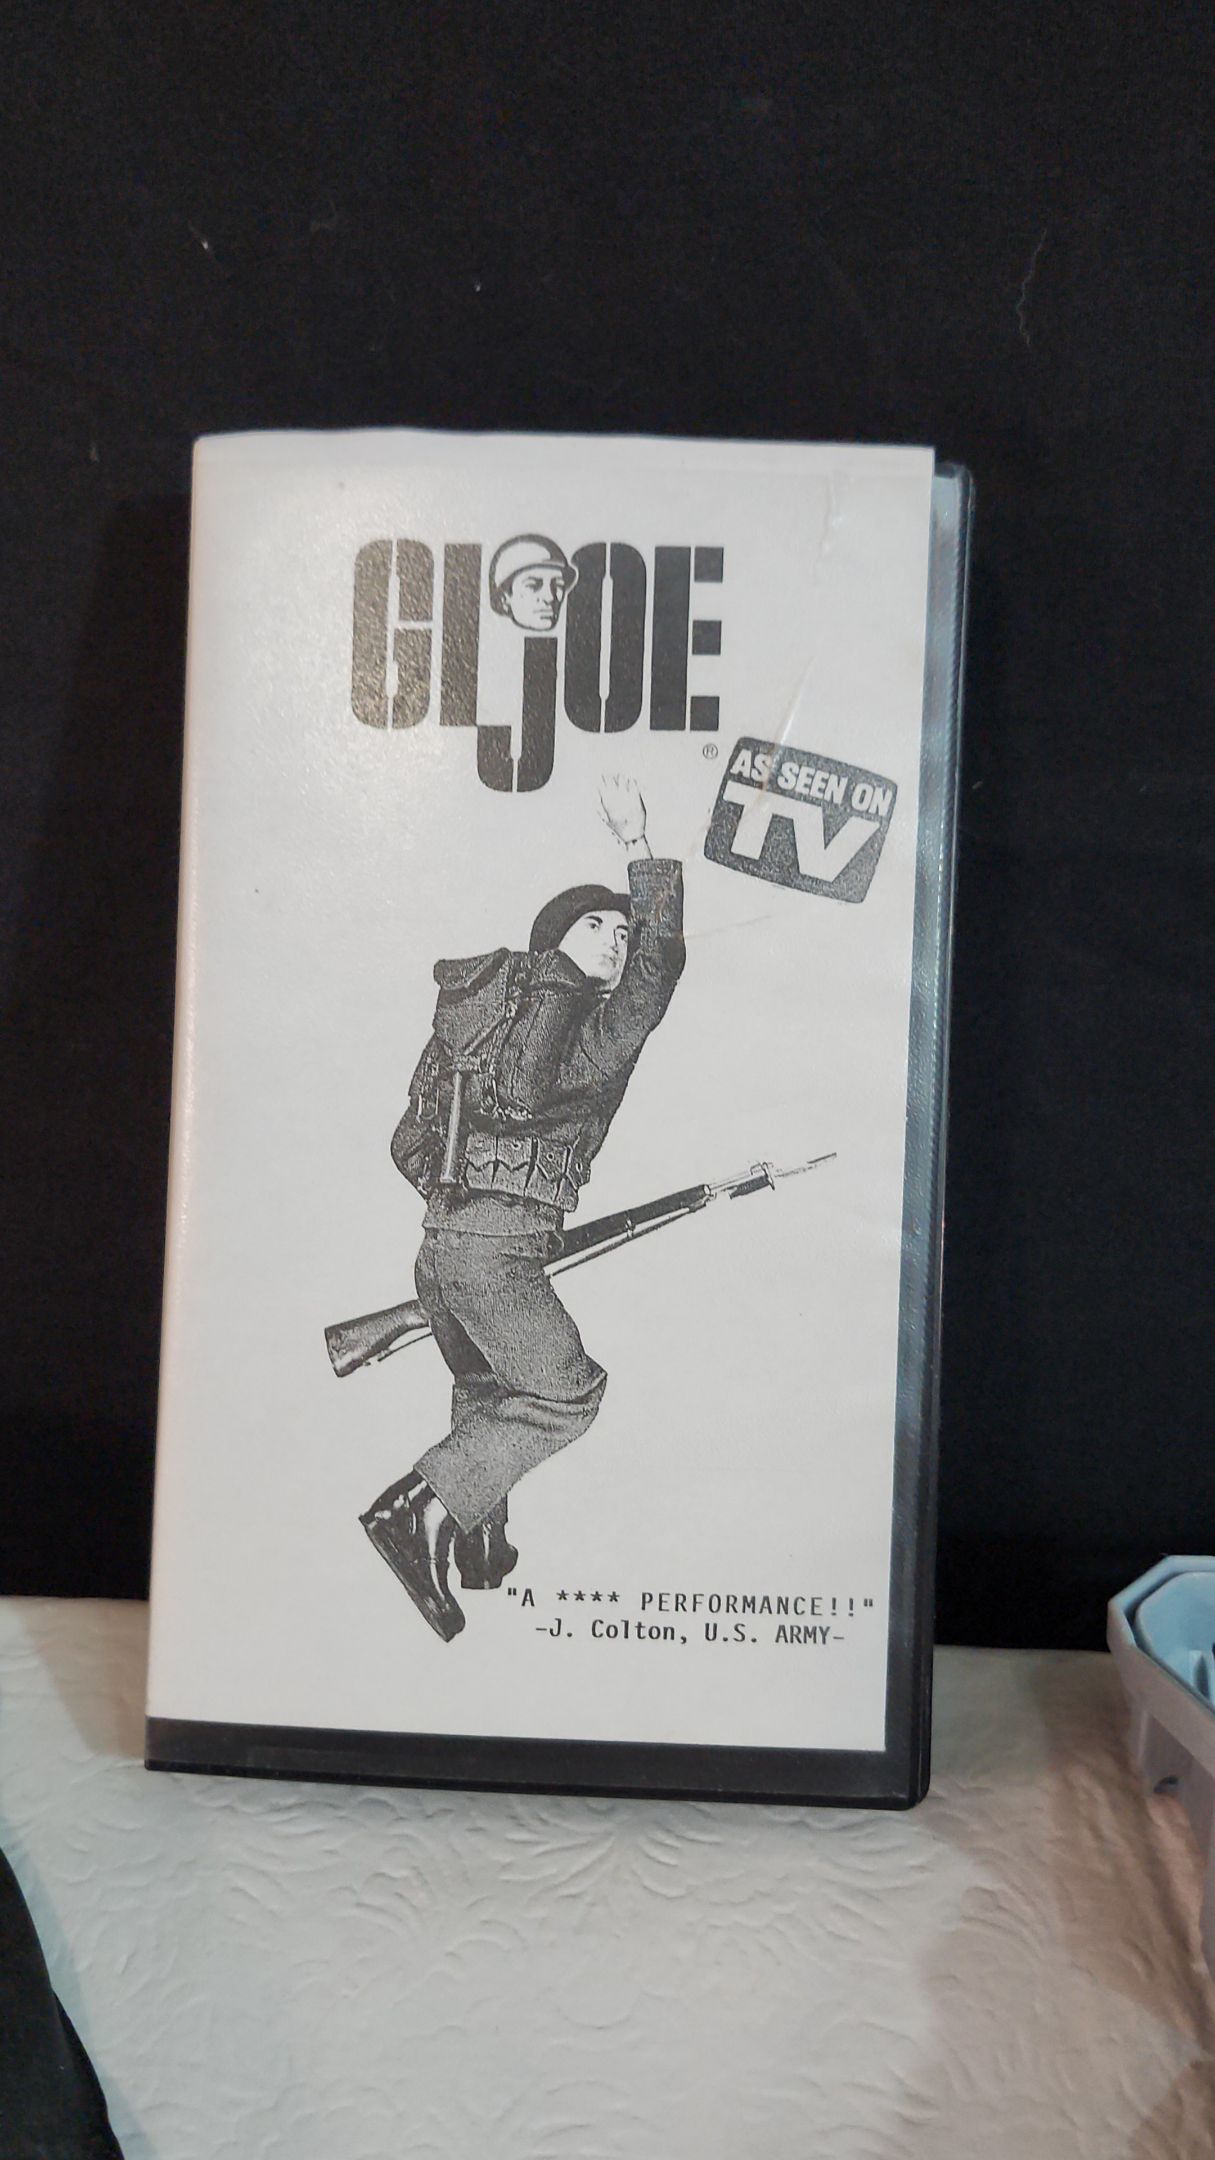 GI JOE
®
AS SEEN ON
TV
"A **** PERFORMANCE!!"
-J. Colton, U.S. ARMY-